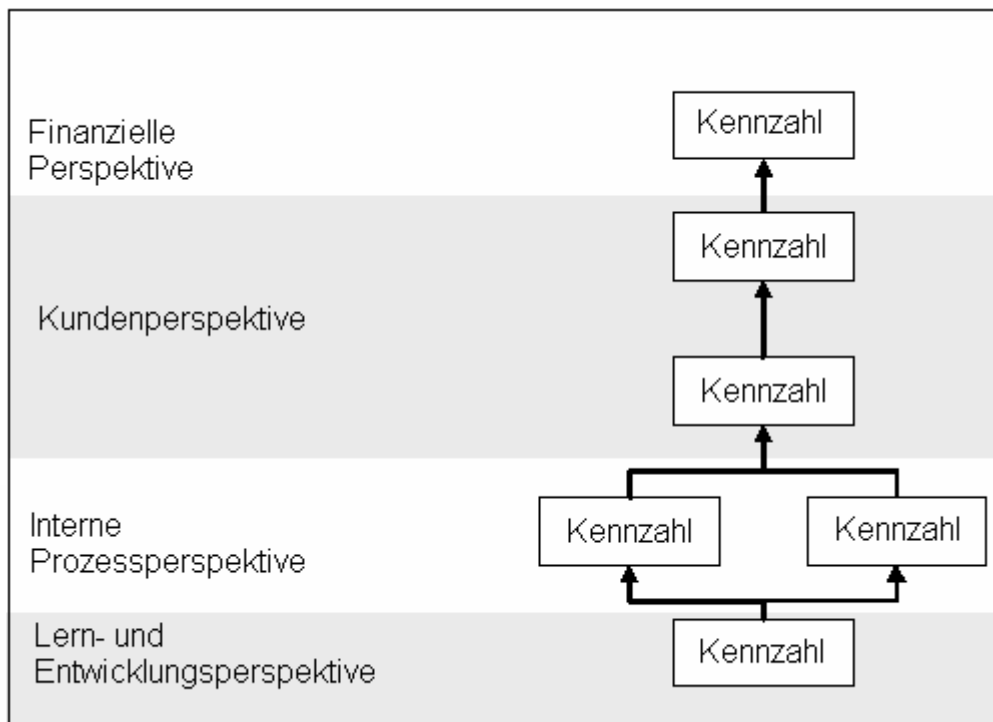 Kennzahl
Finanzielle
Perspektive
Kennzahl
Kundenperspektive
Kennzahl
Interne
Prozessperspektive
Kennzahl
Kennzahl
Lern- und
Entwicklungsperspektive
Kennzahl